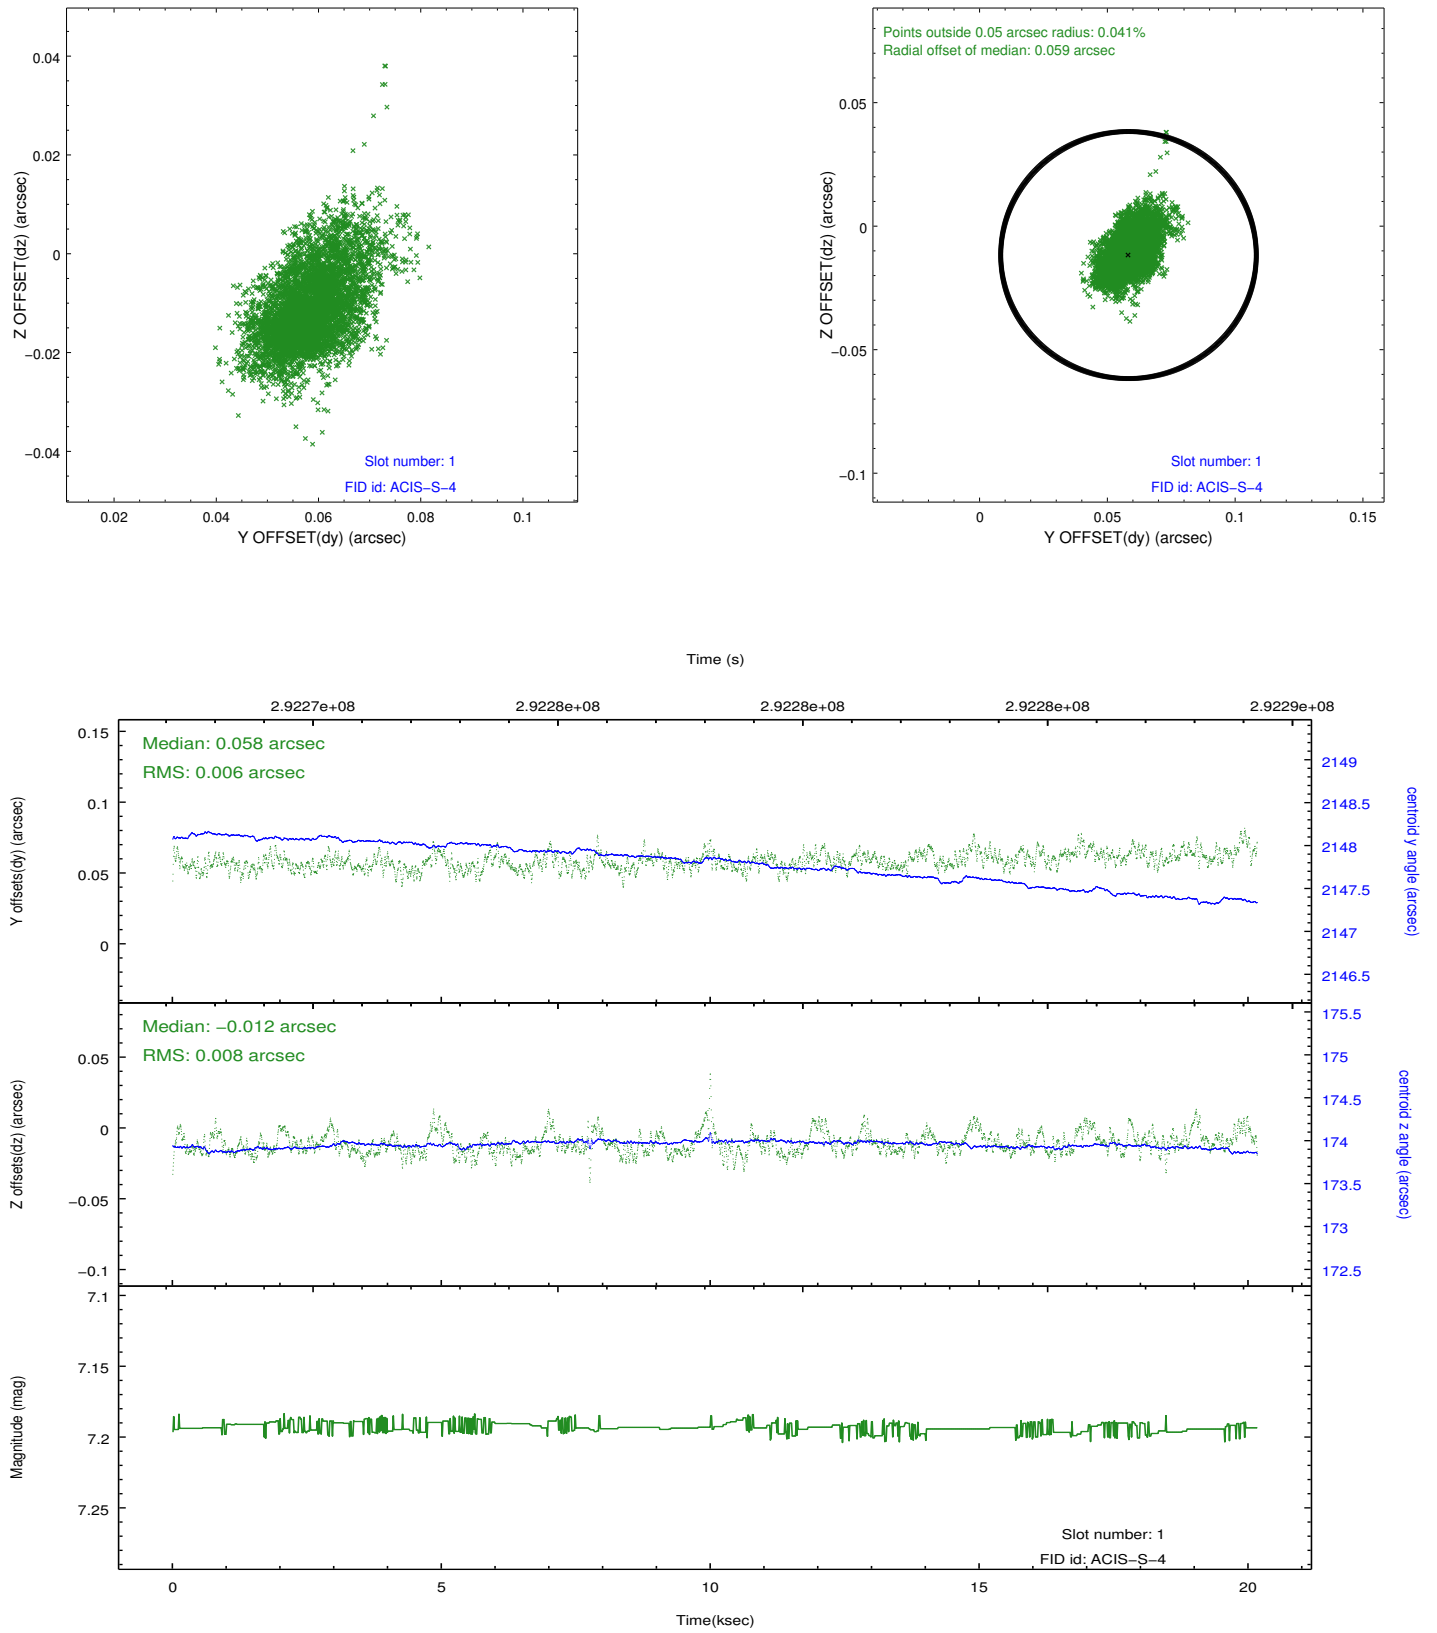 0.04
0.02
0
−0.02
−0.04
Z OFFSET(dz) (arcsec)
Slot number: 1
FID id: ACIS−S−4
0.02 0.04 0.06 0.08 0.1
Y OFFSET(dy) (arcsec)
Points outside 0.05 arcsec radius: 0.041%
Radial offset of median: 0.059 arcsec
0.05
0
−0.05
−0.1
Z OFFSET(dz) (arcsec)
Slot number: 1
FID id: ACIS−S−4
0 0.05 0.1 0.15
Y OFFSET(dy) (arcsec)
Time (s)
2.9227e+08 2.9228e+08 2.9228e+08 2.9228e+08 2.9229e+08
Median: 0.058 arcsec
RMS: 0.006 arcsec
0.15
0.1
0.05
0
Y offsets(dy) (arcsec)
2149
2148.5
2148
2147.5
2147
2146.5
centroid y angle (arcsec)
Median: −0.012 arcsec
RMS: 0.008 arcsec
0.05
0
−0.05
−0.1
Z offsets(dz) (arcsec)
175.5
175
174.5
174
173.5
173
172.5
centroid z angle (arcsec)
7.1
7.15
7.2
7.25
Magnitude (mag)
Slot number: 1
FID id: ACIS−S−4
0 5 10 15 20
Time(ksec)